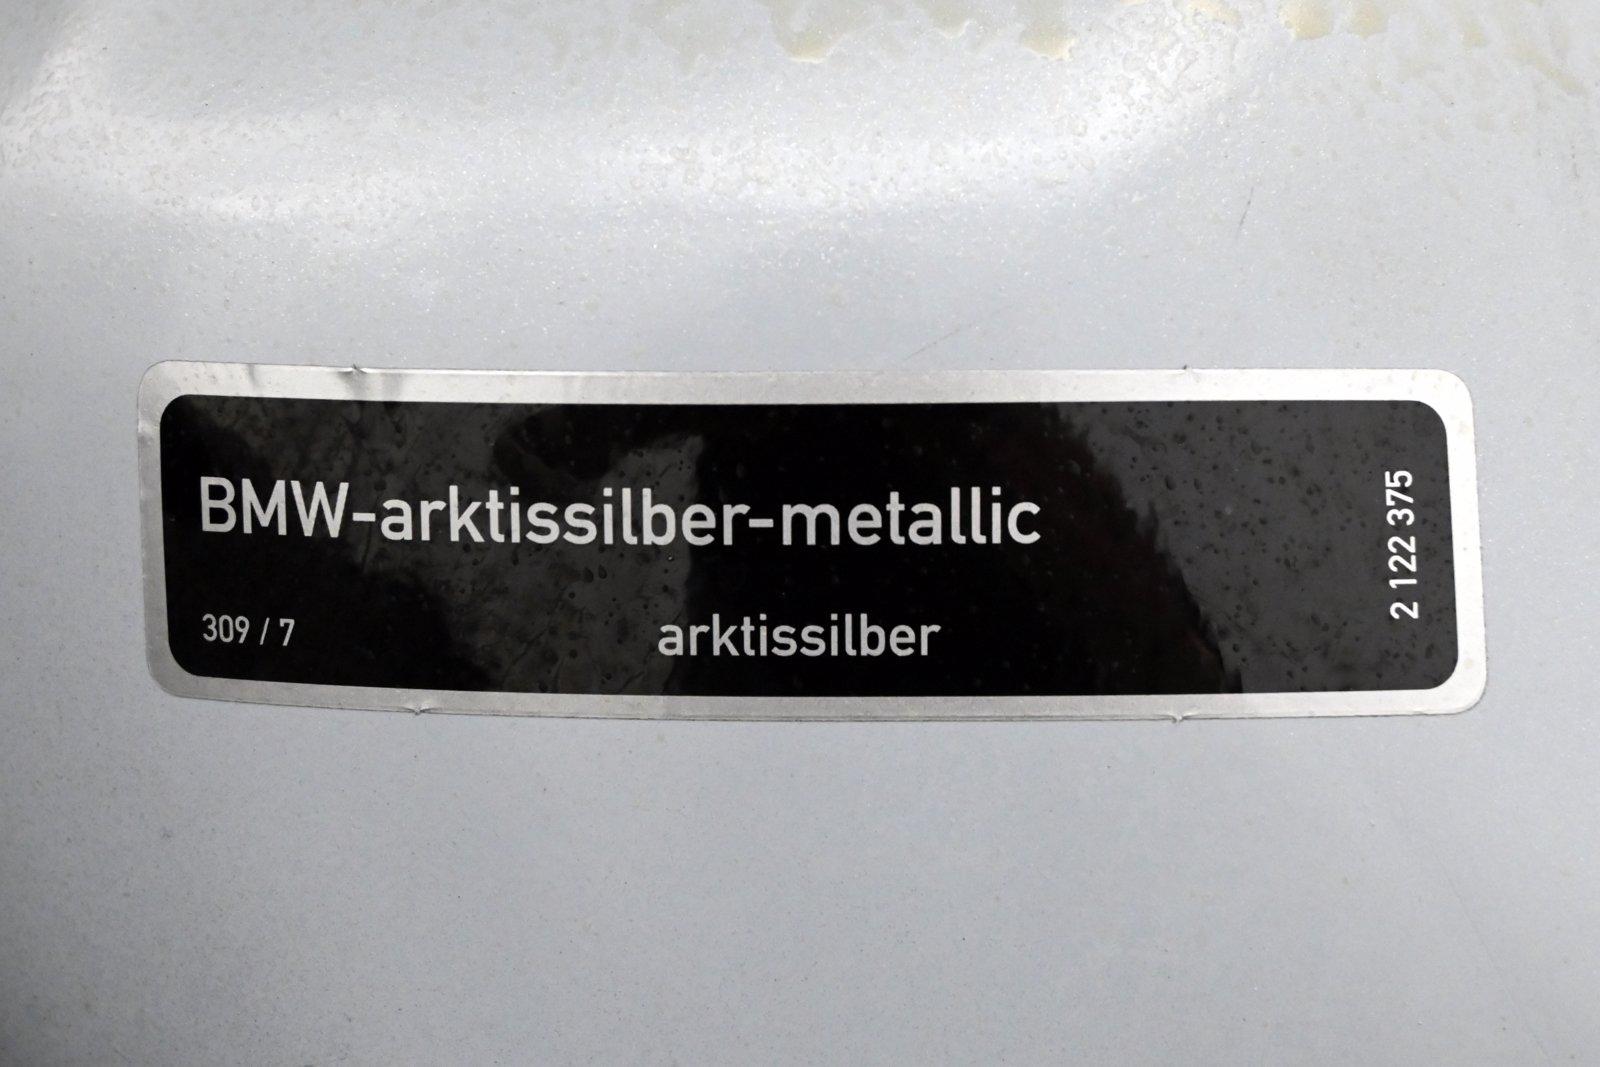 BMW-arktissilber-metallic
309 / 7
arktissilber
2 122 375